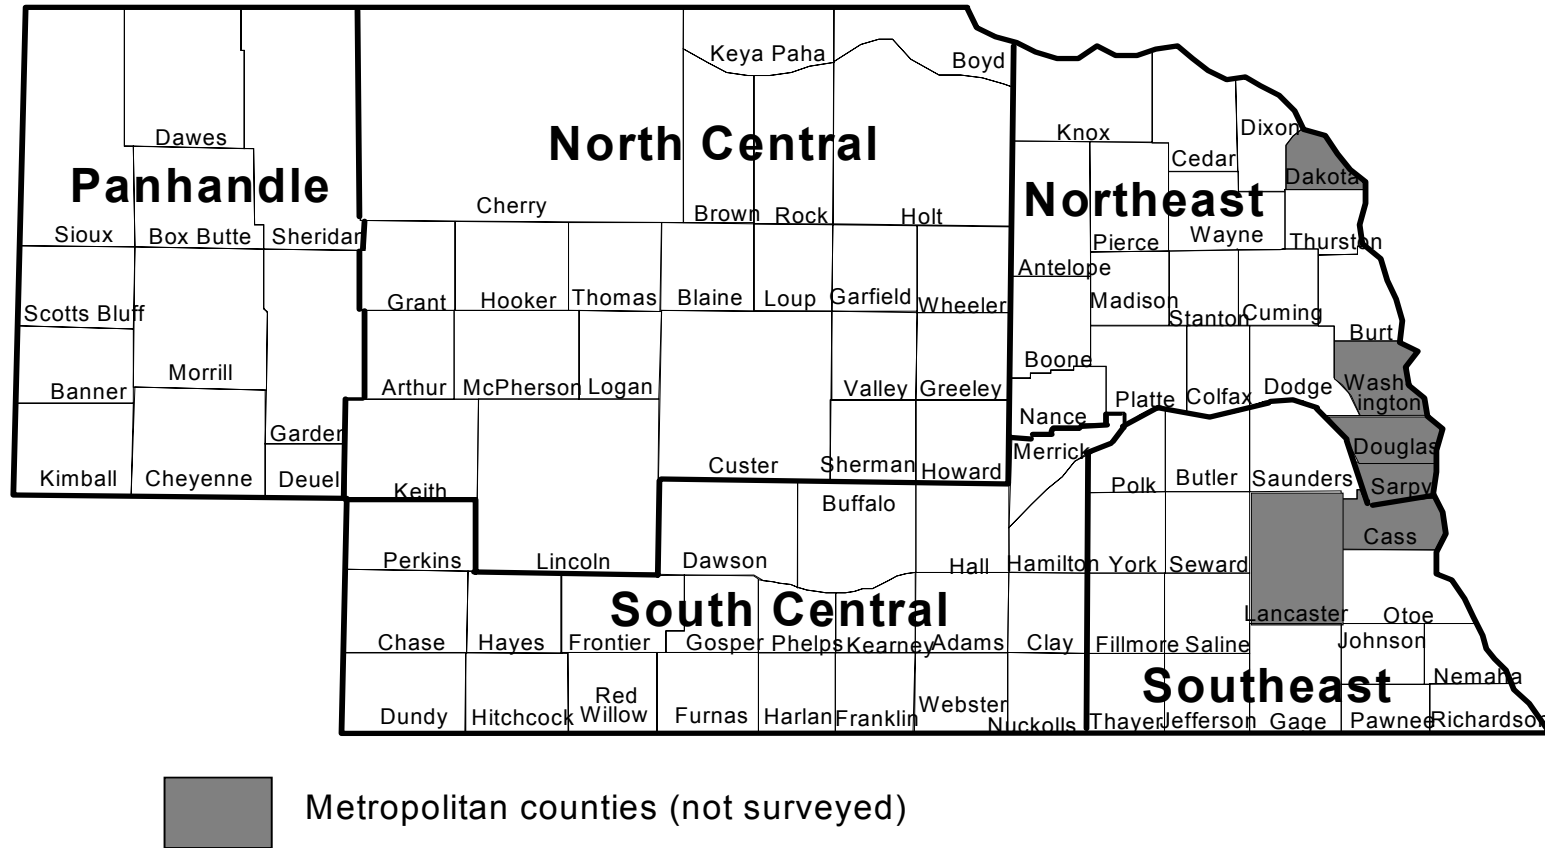 Keya Paha
Boyd
Knox
Dixon
Dawes
North Central
Cedar
Dakota
Panhandle
Northeast
Cherry
Brown
Rock
Holt
Sioux
Box Butte
Sheridan
Pierce
Wayne
Thurston
Antelope
Grant
Hooker
Thomas
Blaine
Loup
Garfield
Wheeler
Madison
Stanton
Cuming
Scotts Bluff
Burt
Boone
Banner
Morrill
Arthur
McPherson
Logan
Valley
Greeley
Platte
Colfax
Dodge
Wash
ington
Nance
Garden
Merrick
Douglas
Kimball
Cheyenne
Deuel
Keith
Custer
Sherman
Howard
Polk
Butler
Saunders
Sarpy
Buffalo
Cass
Perkins
Lincoln
Dawson
Hall
Hamilton
York
Seward
South Central
Lancaster
Otoe
Chase
Hayes
Frontier
Gosper
Phelps
Kearney
Adams
Clay
Fillmore
Saline
Johnson
Southeast
Nemaha
Dundy
Hitchcock
Red
Willow
Furnas
Harlan
Franklin
Webster
Nuckolls
Thayer
Jefferson
Gage
Pawnee
Richardson
Metropolitan counties (not surveyed)